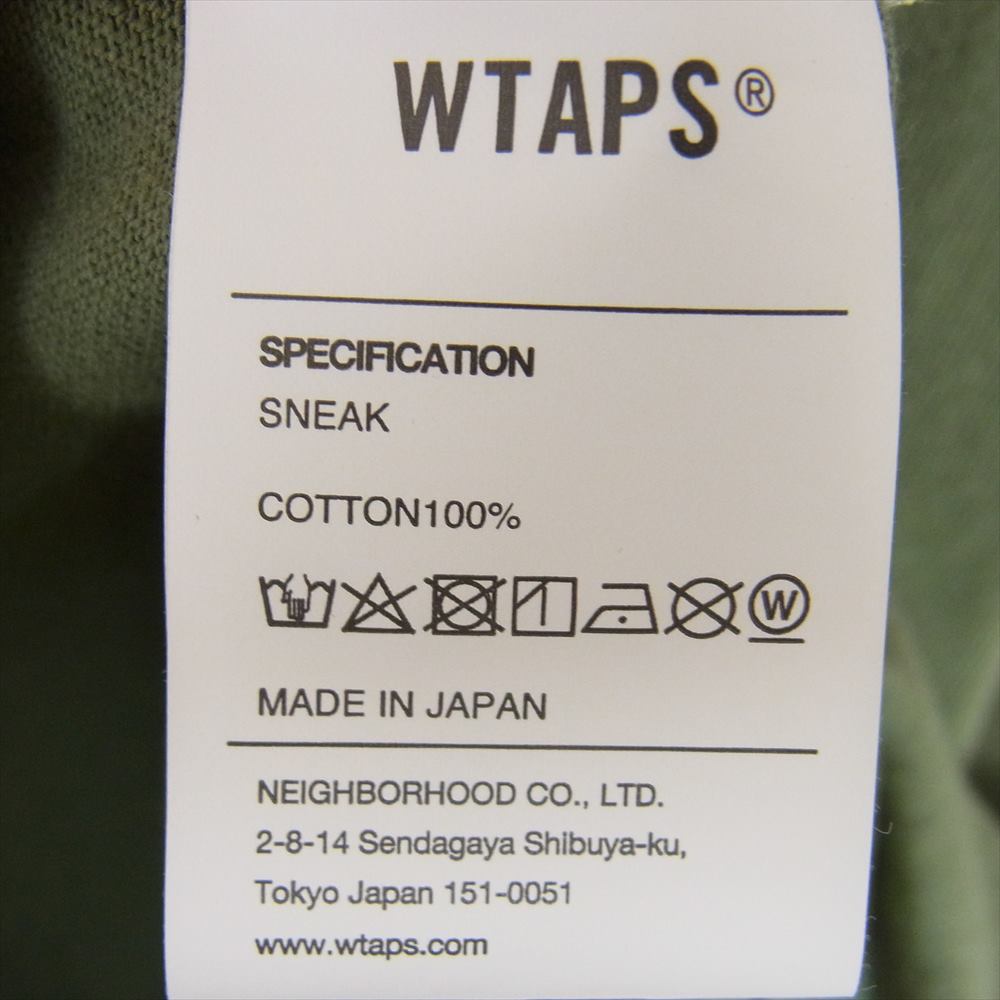 WTAPS®
SPECIFICATION
SNEAK
COTTON100%
W
MADE IN JAPAN
NEIGHBORHOOD CO., LTD.
2-8-14 Sendagaya Shibuya-ku,
Tokyo Japan 151-0051
www.wtaps.com